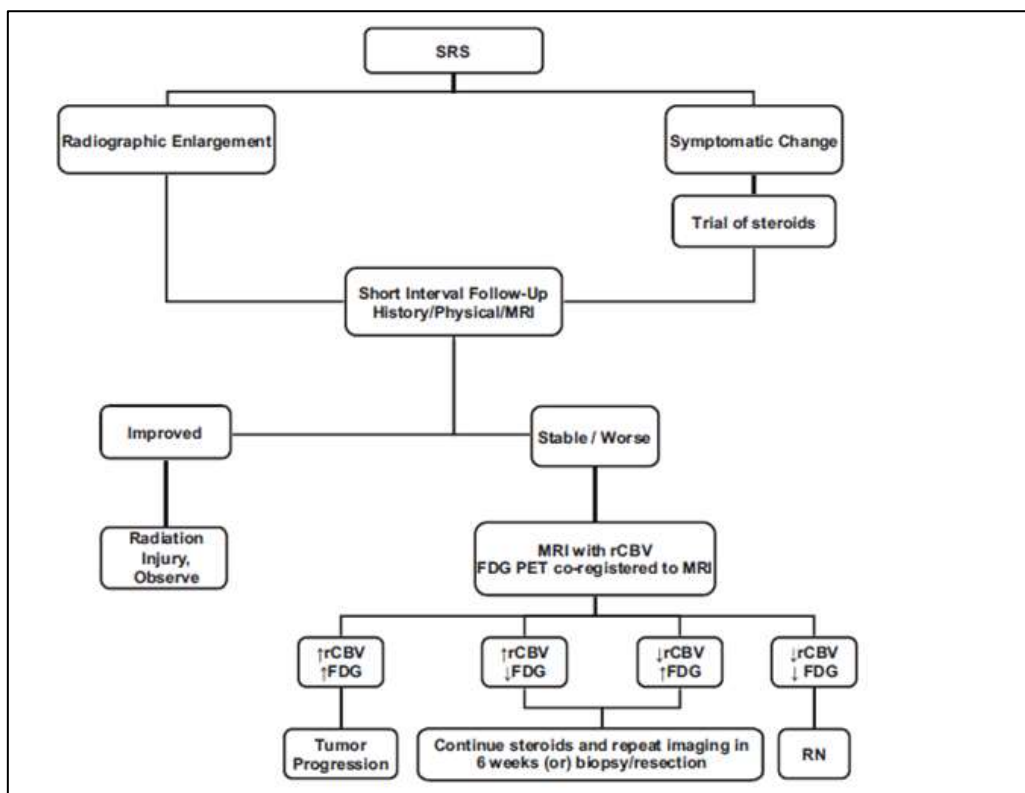 SRS
Radiographic Enlargement
Symptomatic Change
Trial of steroids
Short Interval Follow-Up
History/Physical/MRI
Improved
Stable / Worse
Radiation
Injury,
Observe
MRI with rCBV
FDG PET co-registered to MRI
↑rCBV
↑FDG
↑rCBV
↓FDG
↓rCBV
↑FDG
↓rCBV
↓ FDG
Tumor
Progression
Continue steroids and repeat imaging in
6 weeks (or) biopsy/resection
RN